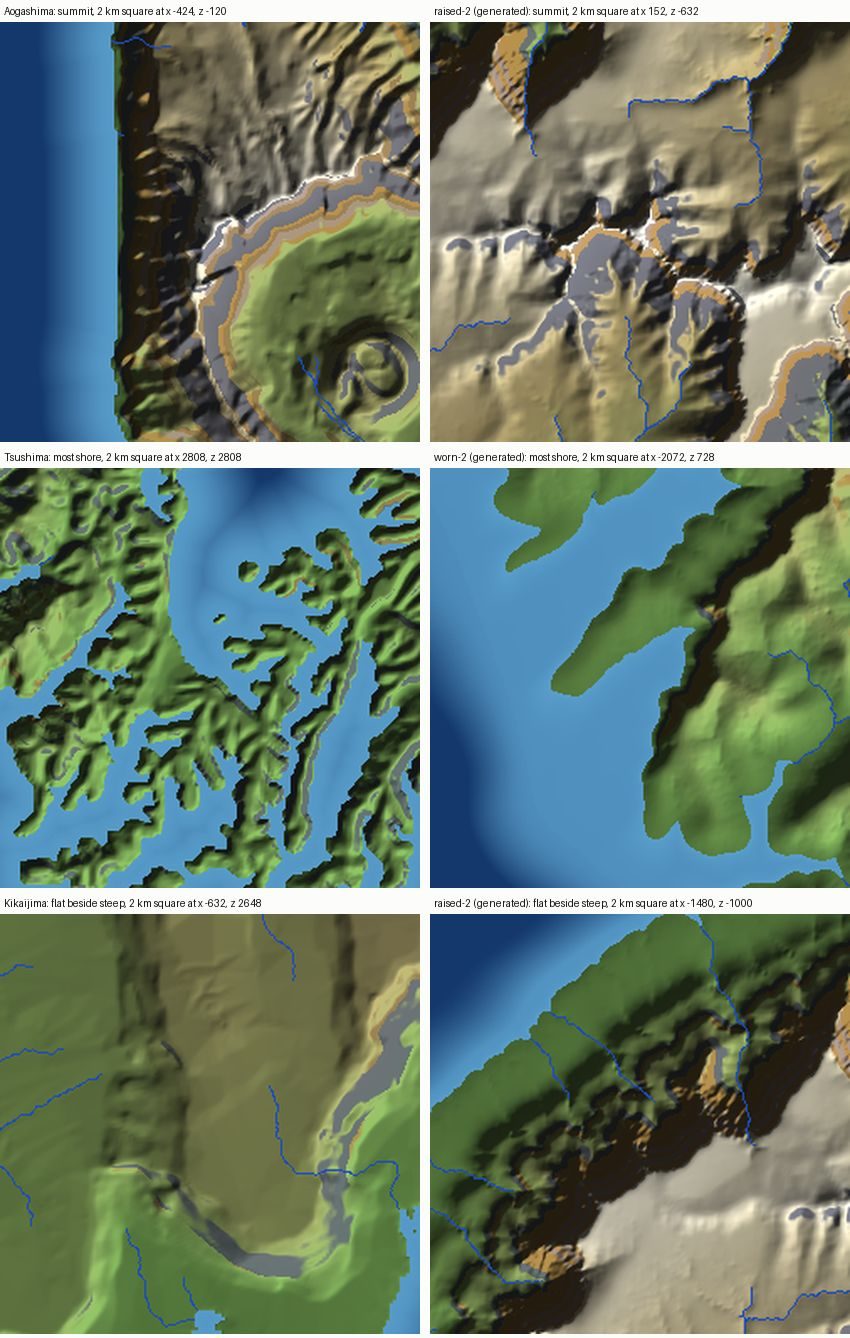 Aogashima: summit, 2 km square at x -424, z -120
raised-2 (generated): summit, 2 km square at x 152, z -632
Tsushima: most shore, 2 km square at x 2808, z 2808
worn-2 (generated): most shore, 2 km square at x -2072, z 728
Kikaijima: flat beside steep, 2 km square at x -632, z 2648
raised-2 (generated): flat beside steep, 2 km square at x -1480, z -1000